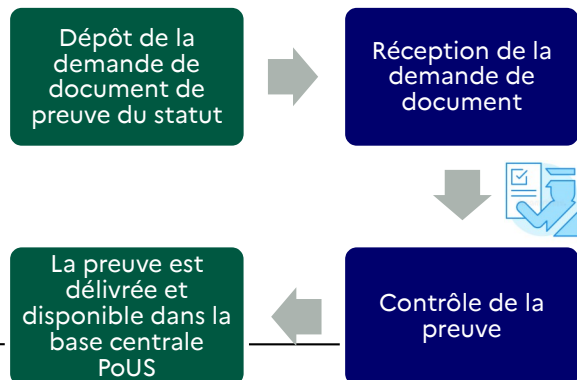 Dépôt de la
demande de
document de
preuve du statut
Réception de la
demande de
document
La preuve est
délivrée et
disponible dans la
base centrale
PoUS
Contrôle de la
preuve